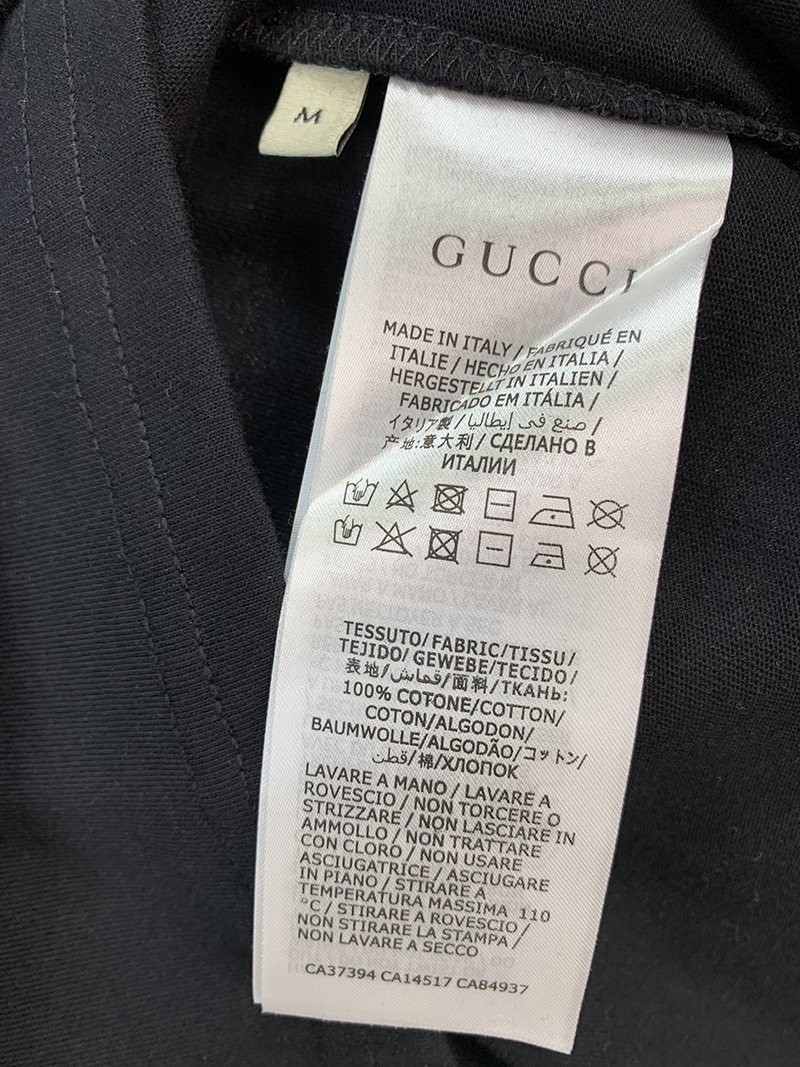 M
GUCCI
MADE IN ITALY / FABRIQUÉ EN
ITALIE / HECHO EN ITALIA /
HERGESTELLT IN ITALIEN /
FABRICADO EM ITÁLIA /
イタリア製 / صنع في إيطاليا /
产地:意大利 / СДЕЛАНО В
ИТАЛИИ
TESSUTO/FABRIC/TISSU/
TEJIDO/ GEWEBE/TECIDO/
表地/قماش/面料/ТКАНЬ:
100% COTONE/COTTON/
COTON/ALGODON/
BAUMWOLLE/ALGODÃO/コットン/
قطن/棉/ХЛОПОК
LAVARE A MANO / LAVARE A
ROVESCIO / NON TORCERE O
STRIZZARE / NON LASCIARE IN
AMMOLLO / NON TRATTARE
CON CLORO / NON USARE
ASCIUGATRICE / ASCIUGARE
IN PIANO / STIRARE A
TEMPERATURA MASSIMA 110
°C / STIRARE A ROVESCIO /
NON STIRARE LA STAMPA /
NON LAVARE A SECCO
CA37394 CA14517 CA84937